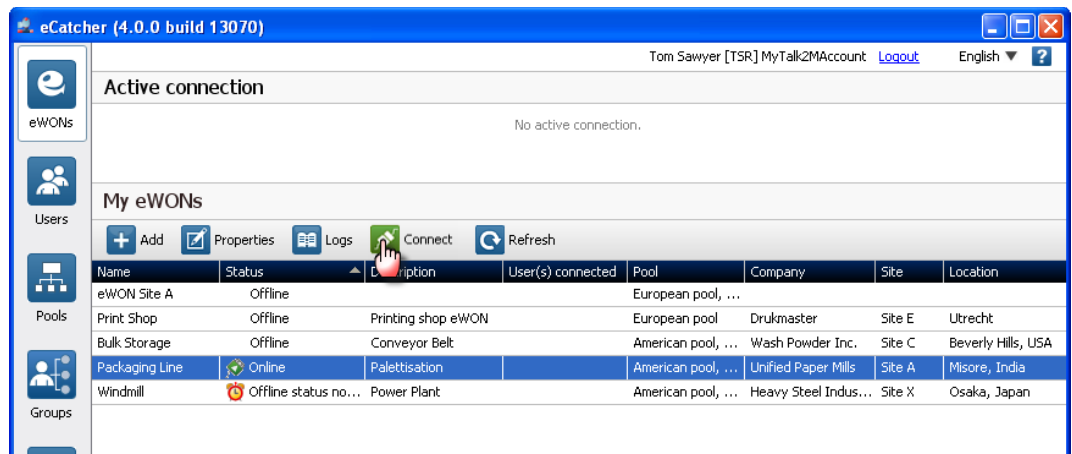 eCatcher (4.0.0 build 13070)
Tom Sawyer [TSR] MyTalk2MAccount Logout English ▼ ?
Active connection
eWONs
No active connection.
My eWONs
Users
Add Properties Logs Connect Refresh
Name Status User(s) connected Pool Company Site Location
eWON Site A Offline European pool, ...
Pools
Print Shop Offline Printing shop eWON European pool Drukmaster Site E Utrecht
Bulk Storage Offline Conveyor Belt American pool, ... Wash Powder Inc. Site C Beverly Hills, USA
Packaging Line Online Palettisation American pool, ... Unified Paper Mills Site A Misore, India
Windmill Offline status no... Power Plant American pool, ... Heavy Steel Indus... Site X Osaka, Japan
Groups